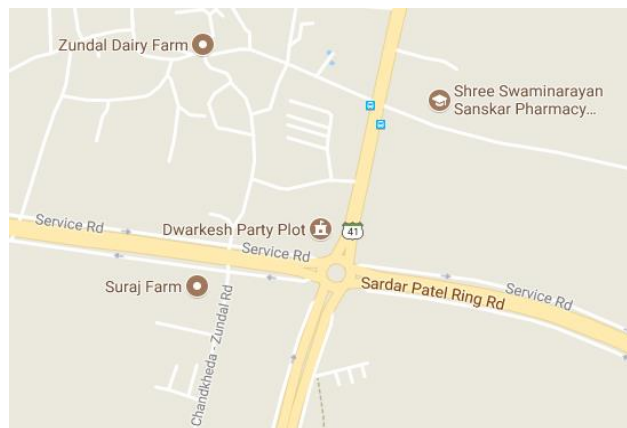 Zundal Dairy Farm
Shree Swaminarayan
Sanskar Pharmacy...
Service Rd
Dwarkesh Party Plot
41
Service Rd
Suraj Farm
Sardar Patel Ring Rd
Service Rd
Chandkheda - Zundal Rd